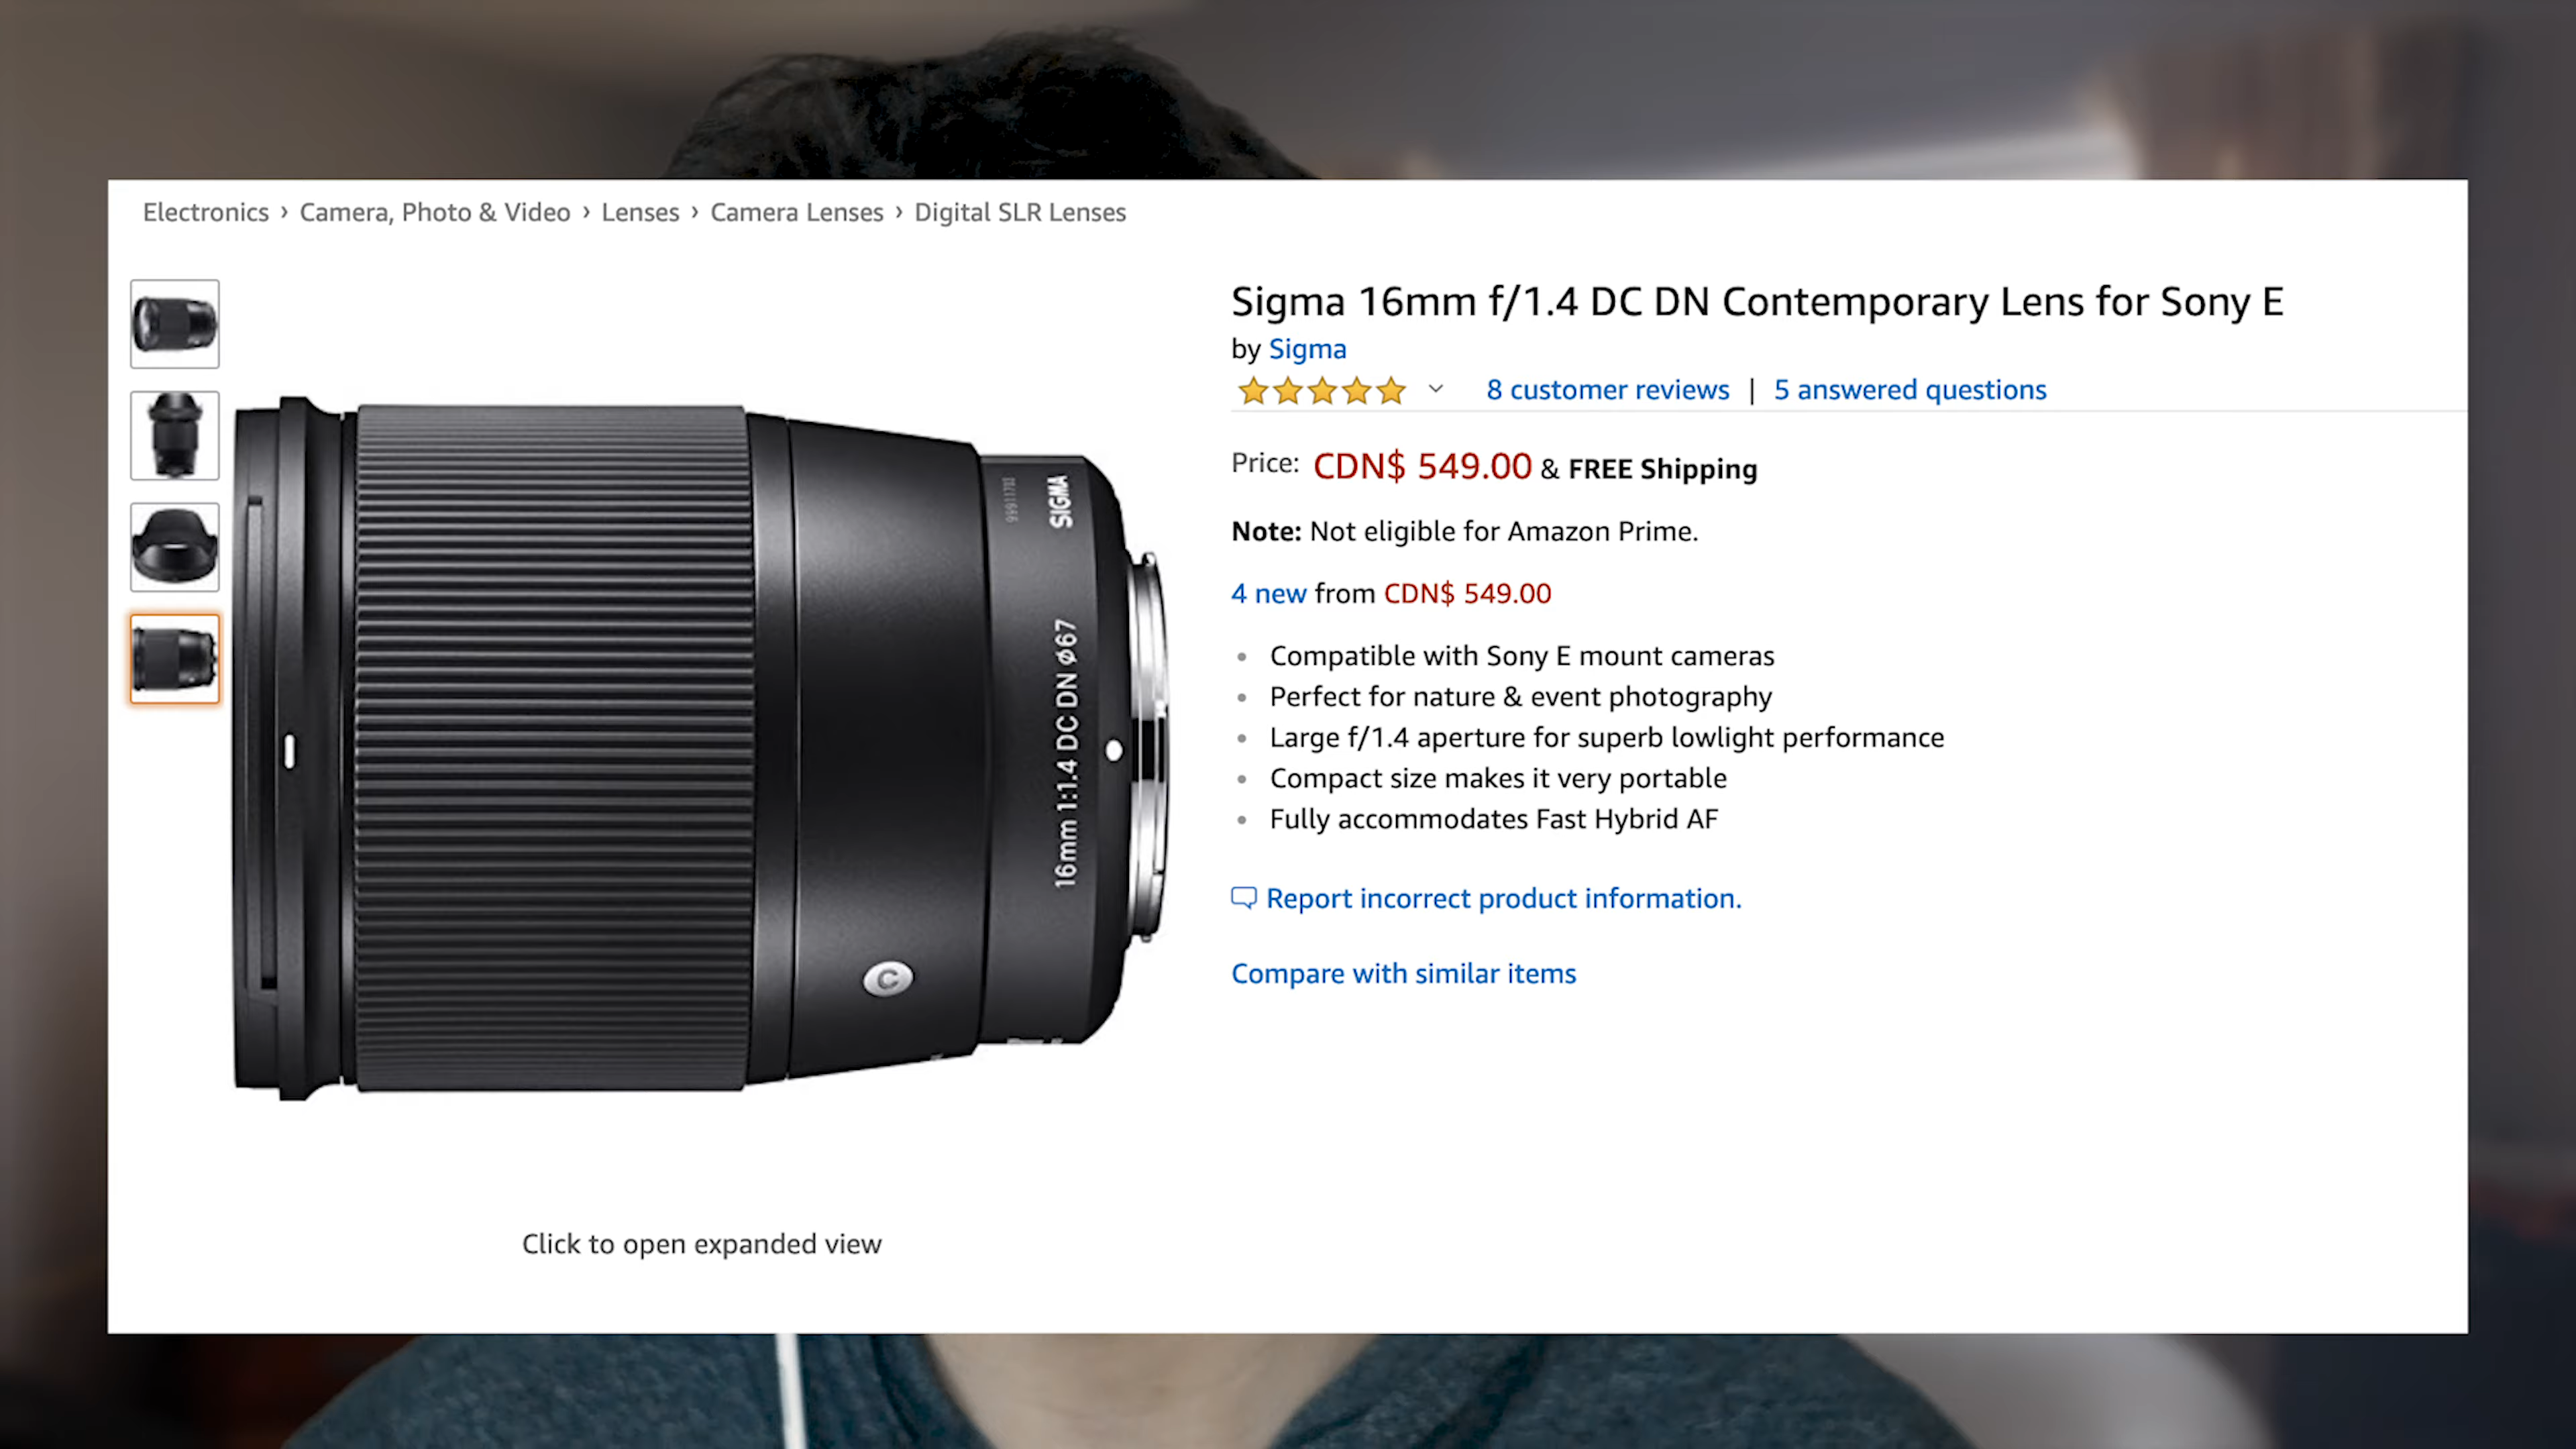 Electronics › Camera, Photo & Video › Lenses › Camera Lenses › Digital SLR Lenses
Sigma 16mm f/1.4 DC DN Contemporary Lens for Sony E
by Sigma
8 customer reviews | 5 answered questions
Price: CDN$ 549.00 & FREE Shipping
Note: Not eligible for Amazon Prime.
4 new from CDN$ 549.00
• Compatible with Sony E mount cameras
• Perfect for nature & event photography
• Large f/1.4 aperture for superb lowlight performance
• Compact size makes it very portable
• Fully accommodates Fast Hybrid AF
Report incorrect product information.
Compare with similar items
SIGMA
16mm 1:1.4 DC DN ø67
C
Click to open expanded view